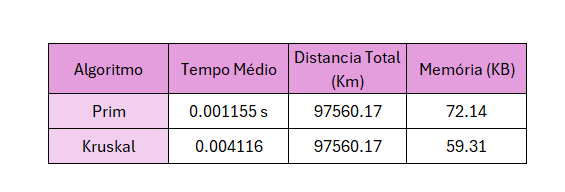 Algoritmo Tempo Médio Distancia Total (Km) Memória (KB)
Prim 0.001155 s 97560.17 72.14
Kruskal 0.004116 97560.17 59.31